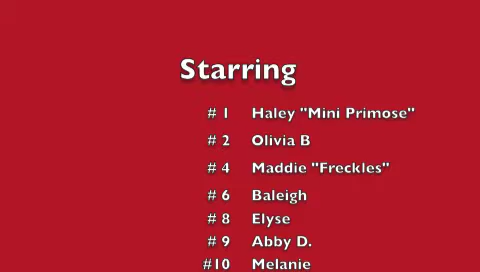 Starring
# 1 Haley "Mini Primose"
# 2 Olivia B
# 4 Maddie "Freckles"
# 6 Baleigh
# 8 Elyse
# 9 Abby D.
#10 Melanie